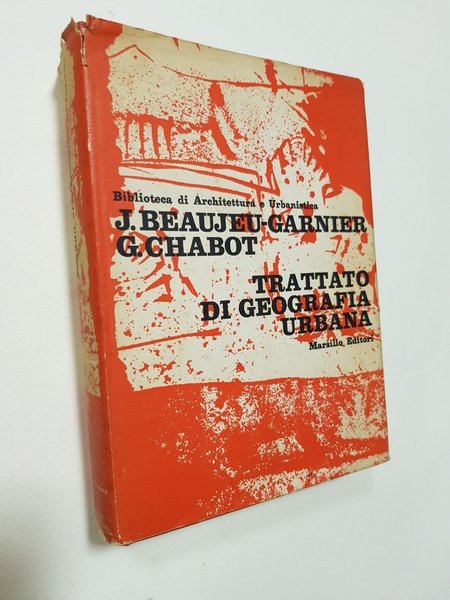 Biblioteca di Architettura e Urbanistica
J. BEAUJEU-GARNIER
G. CHABOT
TRATTATO
DI GEOGRAFIA
URBANA
Marsilio Editori